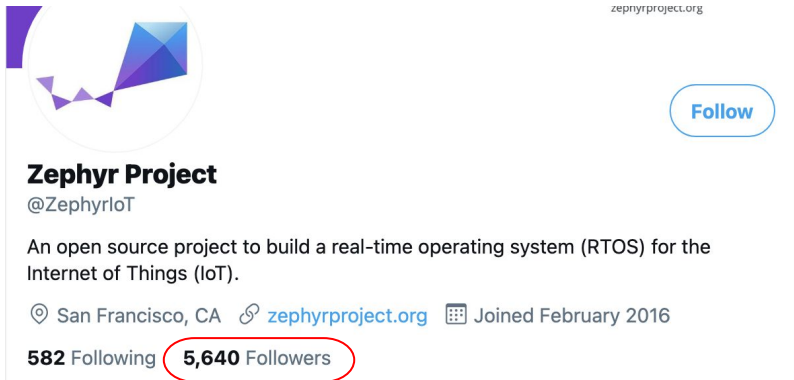 zephyrproject.org
Follow
Zephyr Project
@ZephyrIoT
An open source project to build a real-time operating system (RTOS) for the
Internet of Things (IoT).
San Francisco, CA zephyrproject.org Joined February 2016
582 Following 5,640 Followers